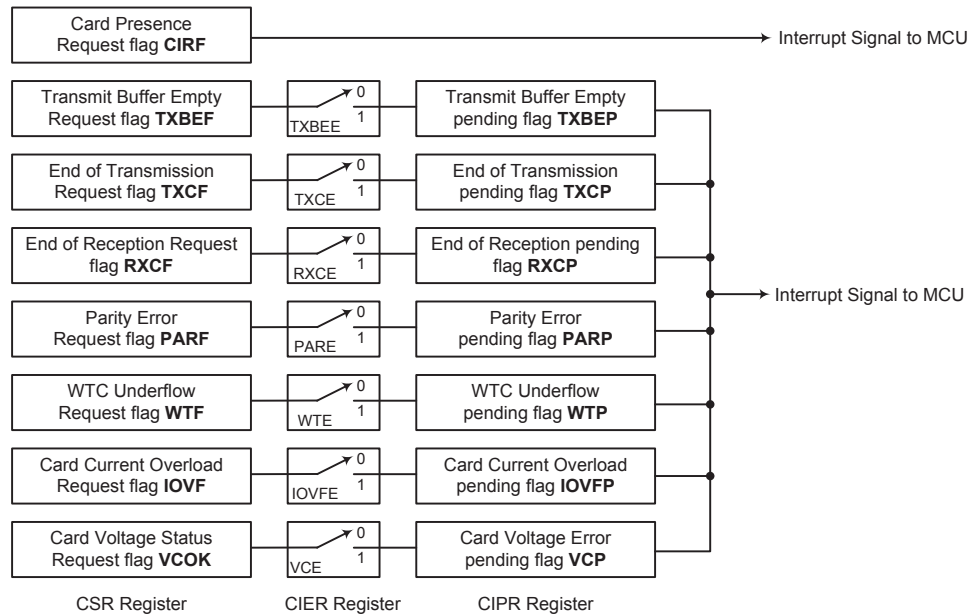 Card Presence
Request flag CIRF
Interrupt Signal to MCU
Transmit Buffer Empty
Request flag TXBEF
0
1
TXBEE
Transmit Buffer Empty
pending flag TXBEP
End of Transmission
Request flag TXCF
0
1
TXCE
End of Transmission
pending flag TXCP
End of Reception Request
flag RXCF
0
1
RXCE
End of Reception pending
flag RXCP
Interrupt Signal to MCU
Parity Error
Request flag PARF
0
1
PARE
Parity Error
pending flag PARP
WTC Underflow
Request flag WTF
0
1
WTE
WTC Underflow
pending flag WTP
Card Current Overload
Request flag IOVF
0
1
IOVFE
Card Current Overload
pending flag IOVFP
Card Voltage Status
Request flag VCOK
0
1
VCE
Card Voltage Error
pending flag VCP
CSR Register
CIER Register
CIPR Register